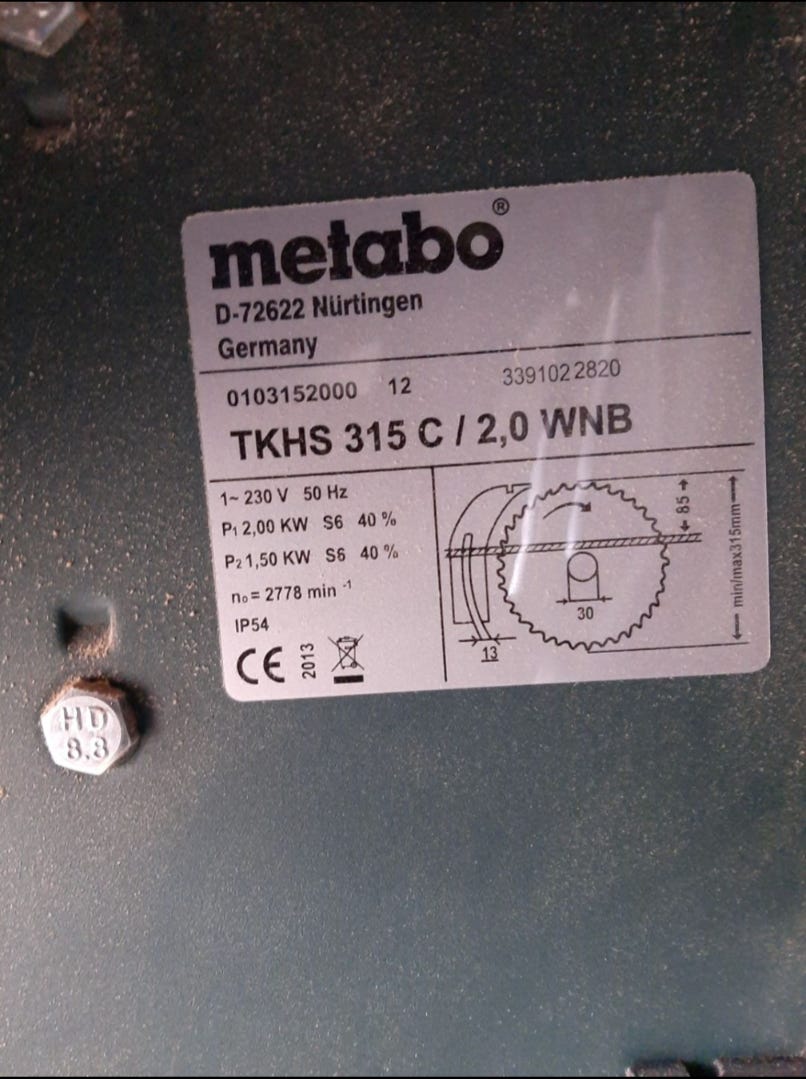 metabo®
D-72622 Nürtingen
Germany
0103152000 12 3391022820
TKHS 315 C / 2,0 WNB
1~ 230 V 50 Hz
P1 2,00 KW S6 40 %
P2 1,50 KW S6 40 %
n₀ = 2778 min -1
IP54
CE 2013
85
min/max315mm
30
13
HD
8.8